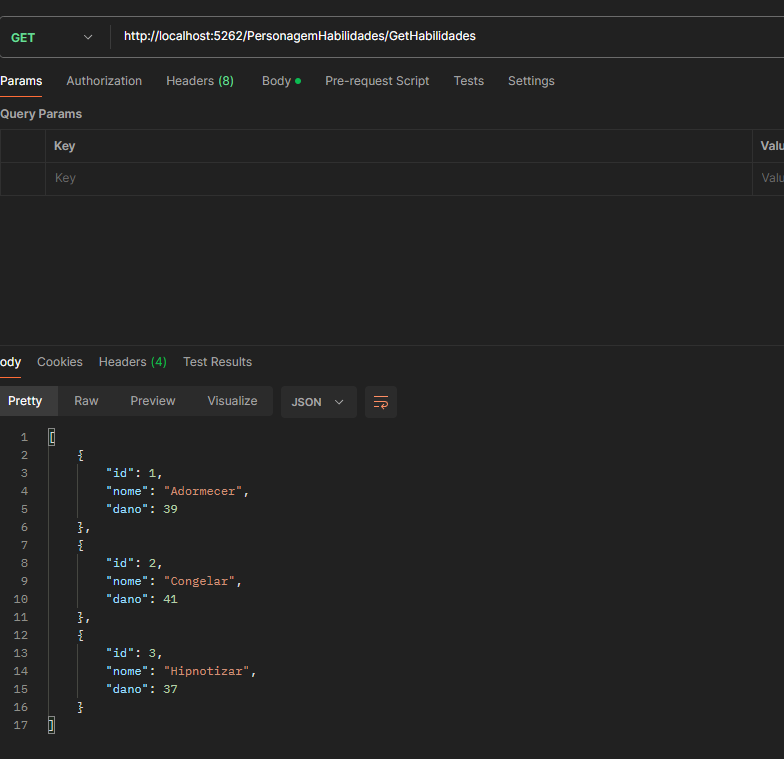 GET http://localhost:5262/PersonagemHabilidades/GetHabilidades
Params Authorization Headers (8) Body Pre-request Script Tests Settings
Query Params
Key Valu
Key Valu
ody Cookies Headers (4) Test Results
Pretty Raw Preview Visualize JSON
1 [
2 {
3 "id": 1,
4 "nome": "Adormecer",
5 "dano": 39
6 },
7 {
8 "id": 2,
9 "nome": "Congelar",
10 "dano": 41
11 },
12 {
13 "id": 3,
14 "nome": "Hipnotizar",
15 "dano": 37
16 }
17 ]